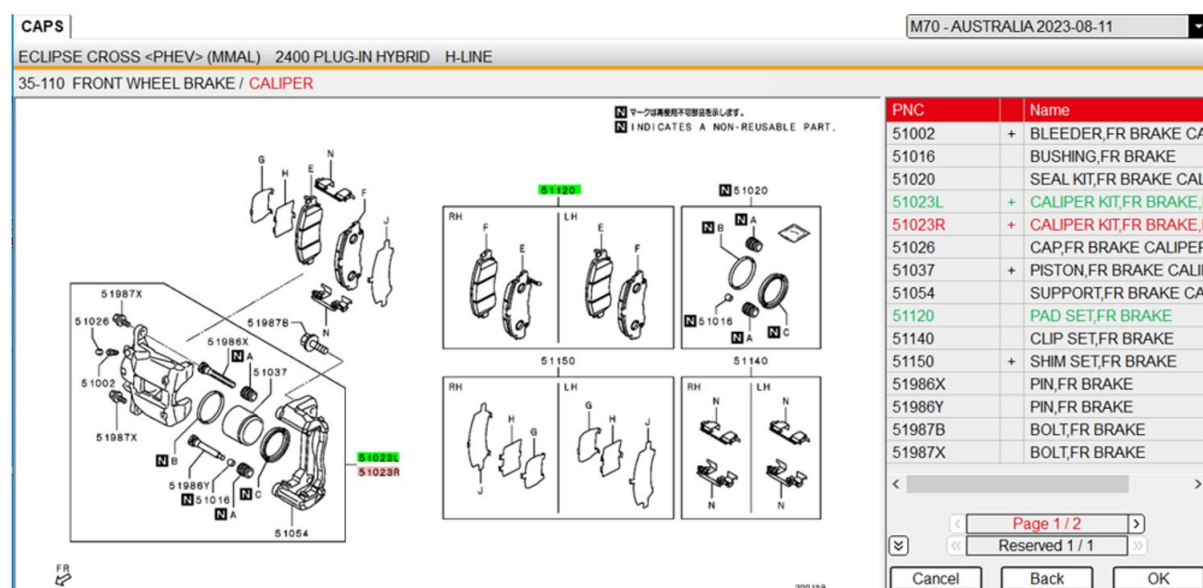 CAPS
M70 - AUSTRALIA 2023-08-11
ECLIPSE CROSS <PHEV> (MMAL) 2400 PLUG-IN HYBRID H-LINE
35-110 FRONT WHEEL BRAKE / CALIPER
N マークは再使用不可部品を示します。
N INDICATES A NON-REUSABLE PART.
G
H
E
N
F
J
N
51987X
51026
51002
51987X
51986X
N A
51987B
51037
N B
51986Y
N 51016
N A
N C
51054
51023L
51023R
FR
51120
RH
LH
F
E
E
F
N 51020
N B
N A
N 51016
N A
N C
51150
RH
LH
J
H
G
G
H
J
51140
RH
LH
N
N
N
N
PNC Name
51002 + BLEEDER,FR BRAKE CA
51016 BUSHING,FR BRAKE
51020 SEAL KIT,FR BRAKE CAL
51023L + CALIPER KIT,FR BRAKE,
51023R + CALIPER KIT,FR BRAKE,
51026 CAP,FR BRAKE CALIPER
51037 + PISTON,FR BRAKE CALI
51054 SUPPORT,FR BRAKE CA
51120 PAD SET,FR BRAKE
51140 CLIP SET,FR BRAKE
51150 + SHIM SET,FR BRAKE
51986X PIN,FR BRAKE
51986Y PIN,FR BRAKE
51987B BOLT,FR BRAKE
51987X BOLT,FR BRAKE
Page 1 / 2
Reserved 1 / 1
Cancel Back OK